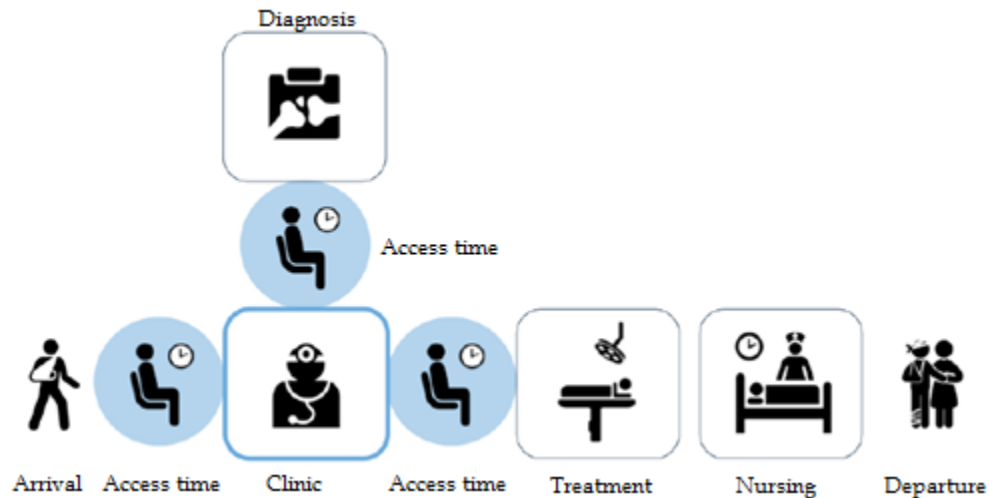 Diagnosis
Access time
Arrival Access time Clinic Access time Treatment Nursing Departure